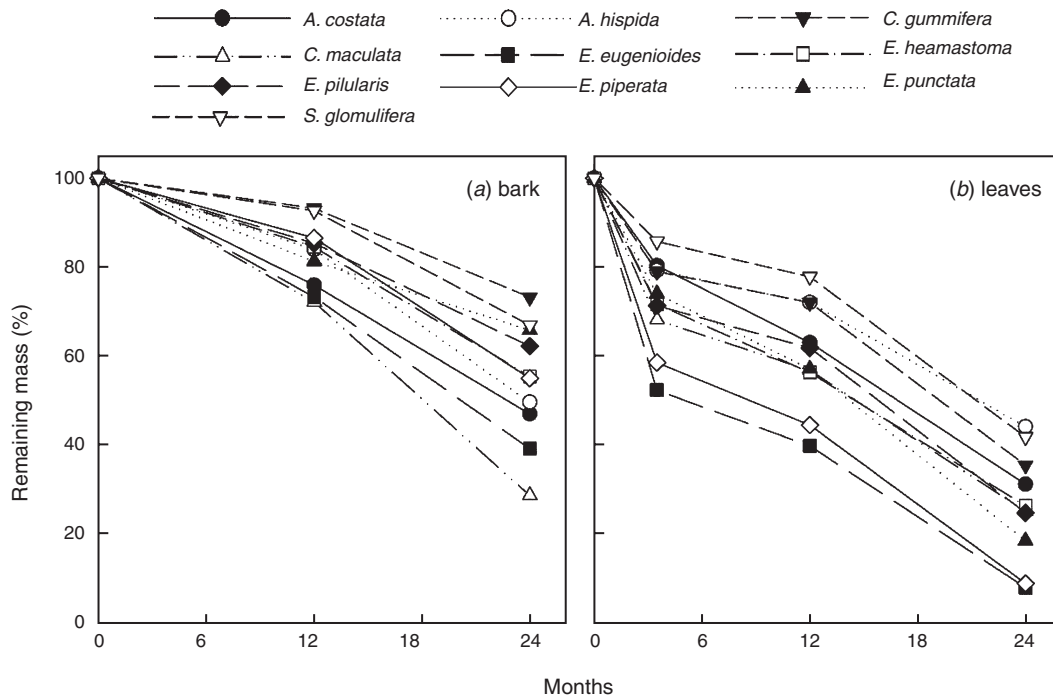 A. costata A. hispida C. gummifera
C. maculata E. eugenioides E. heamastoma
E. pilularis E. piperata E. punctata
S. glomulifera
(a) bark (b) leaves
100
80
60
40
20
0
Remaining mass (%)
0 6 12 18 24 0 6 12 18 24
Months